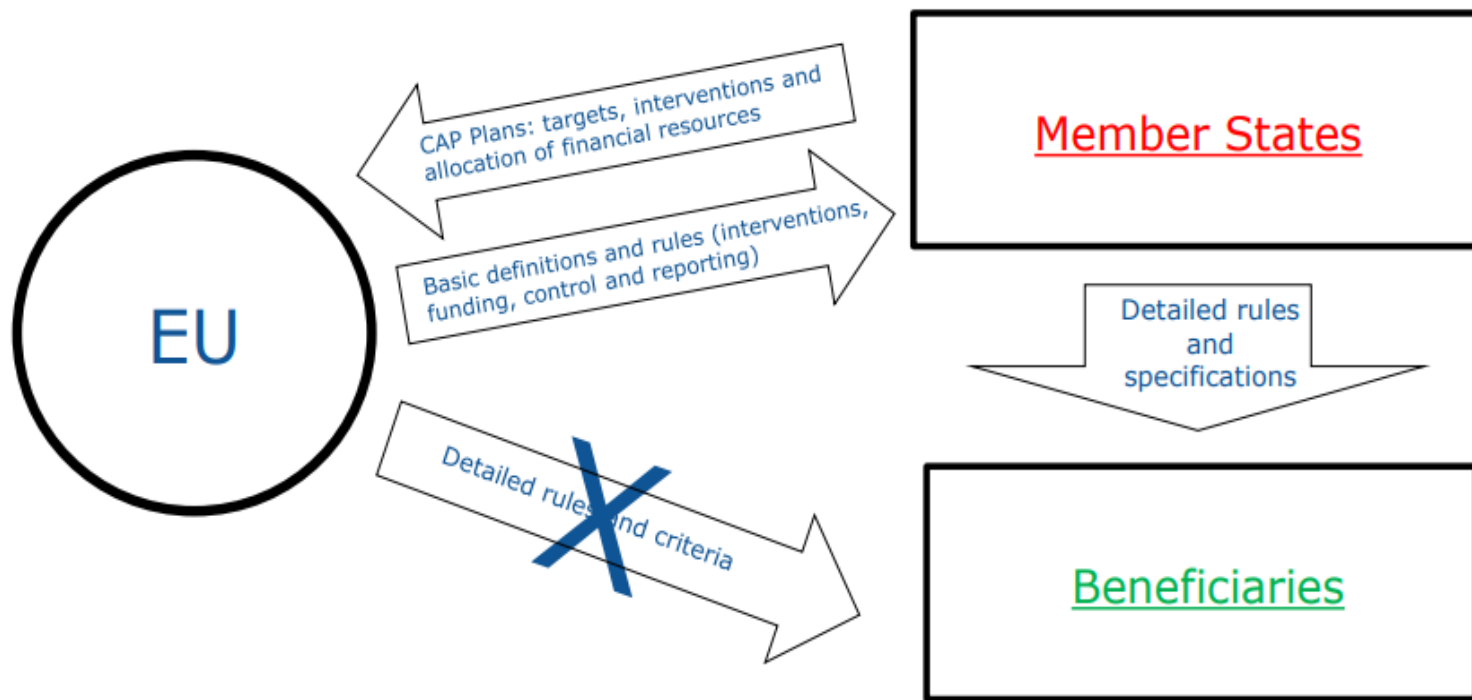 CAP Plans: targets, interventions and
allocation of financial resources
Member States
Basic definitions and rules (interventions,
funding, control and reporting)
EU
Detailed rules
and
specifications
Detailed rules and criteria
Beneficiaries